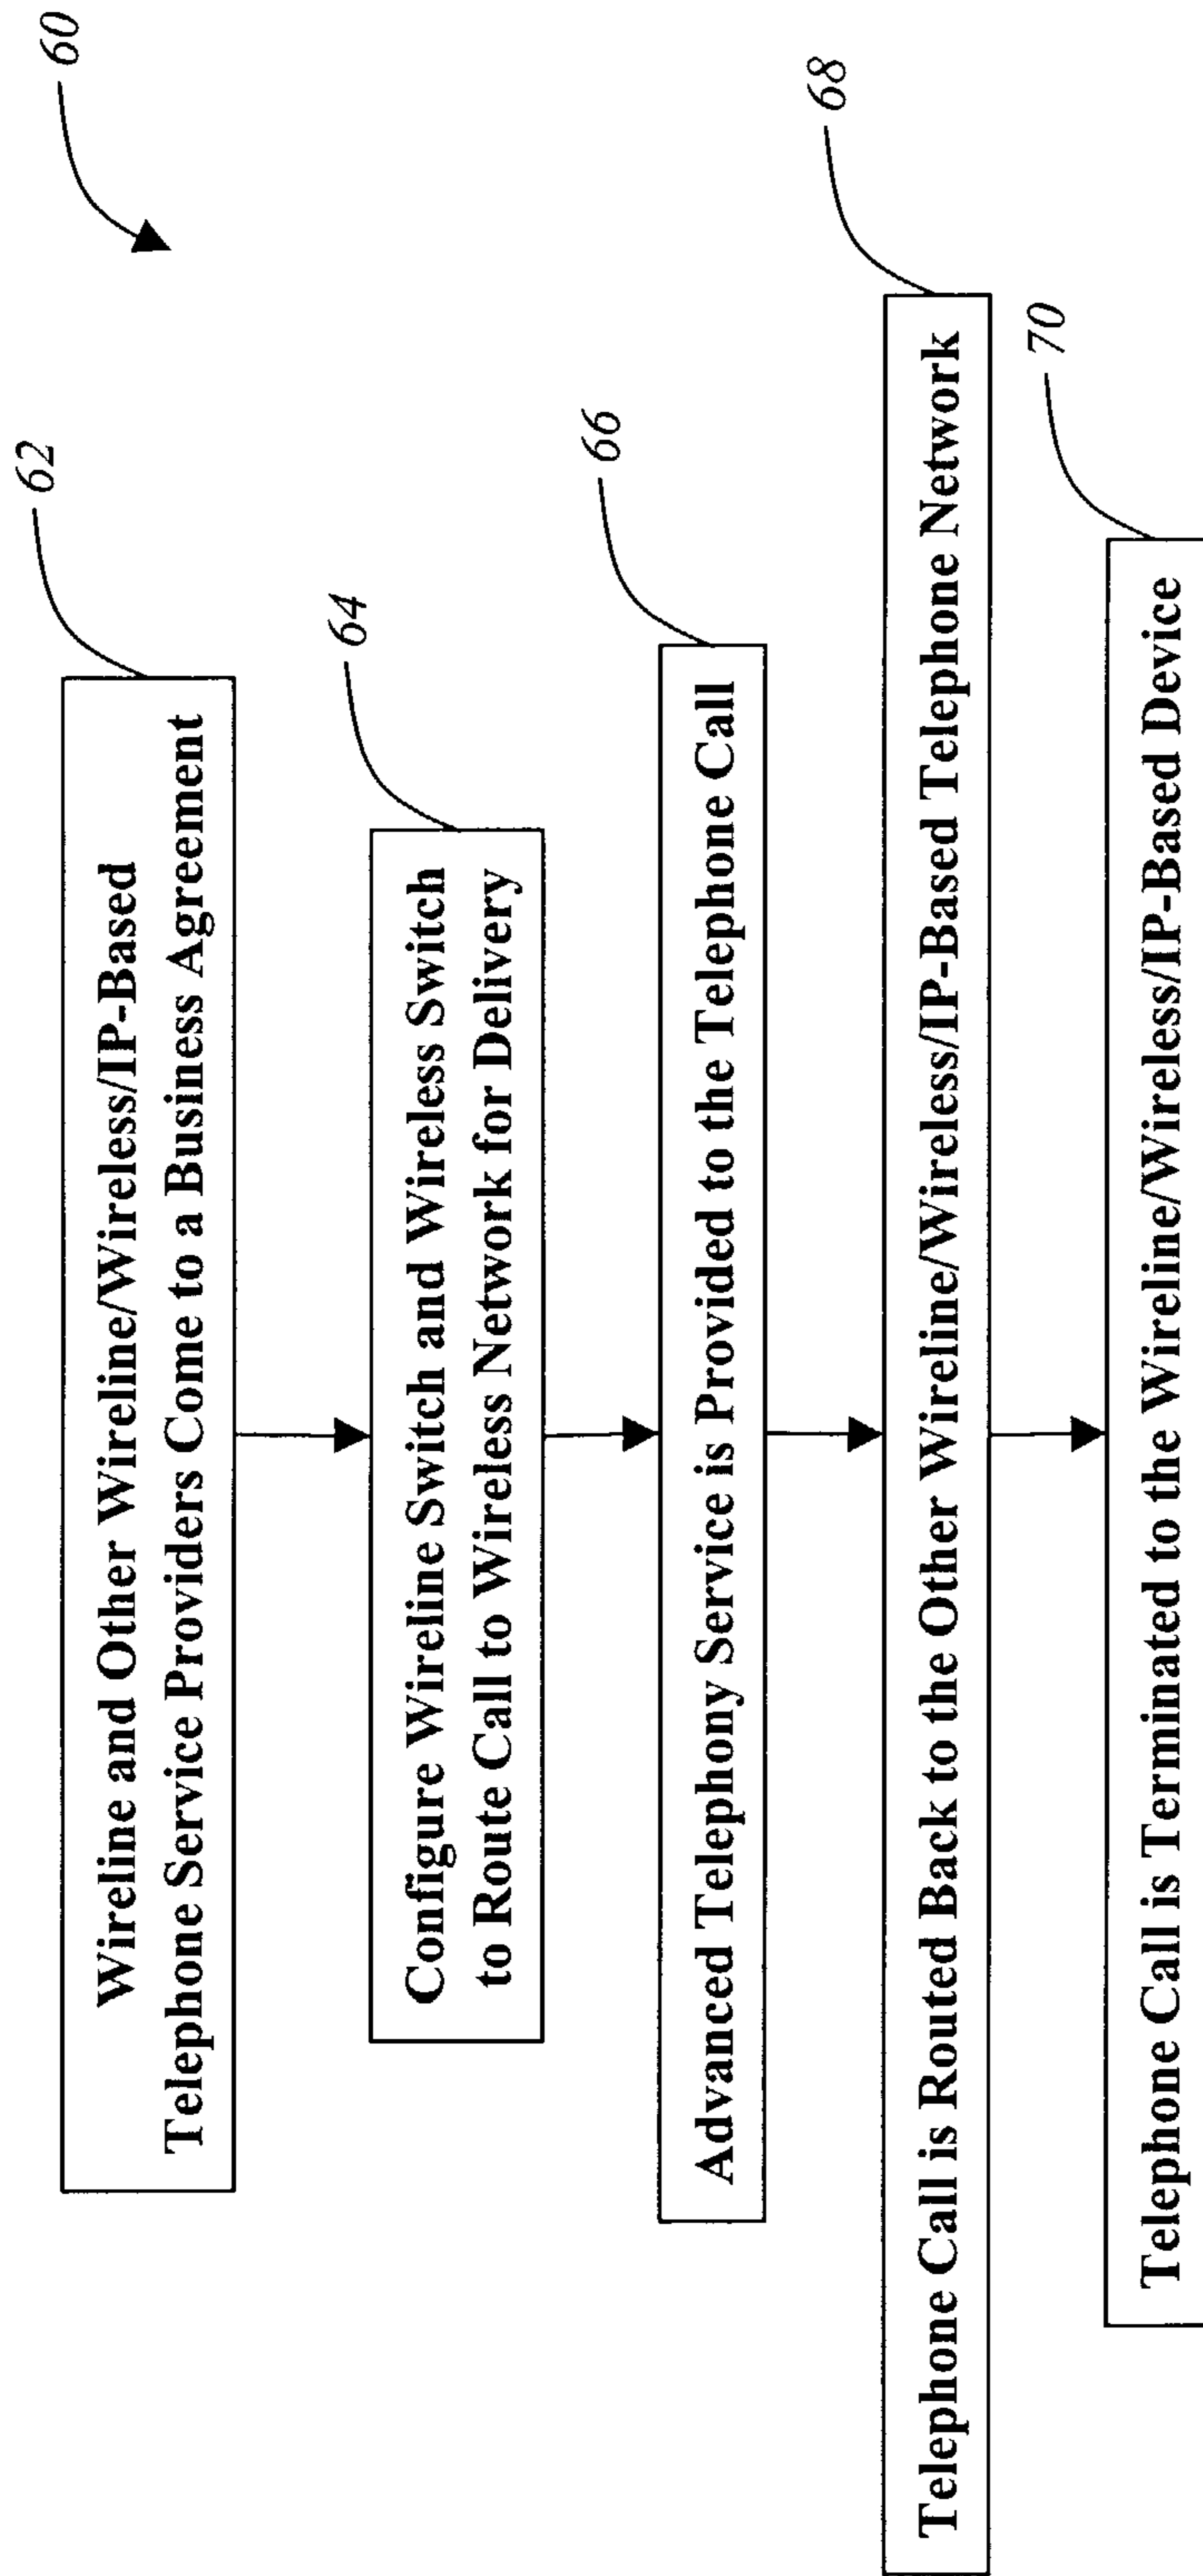 60
62
Wireline and Other Wireline/Wireless/IP-Based
Telephone Service Providers Come to a Business Agreement
64
Configure Wireline Switch and Wireless Switch
to Route Call to Wireless Network for Delivery
66
Advanced Telephony Service is Provided to the Telephone Call
68
Telephone Call is Routed Back to the Other Wireline/Wireless/IP-Based Telephone Network
70
Telephone Call is Terminated to the Wireline/Wireless/IP-Based Device